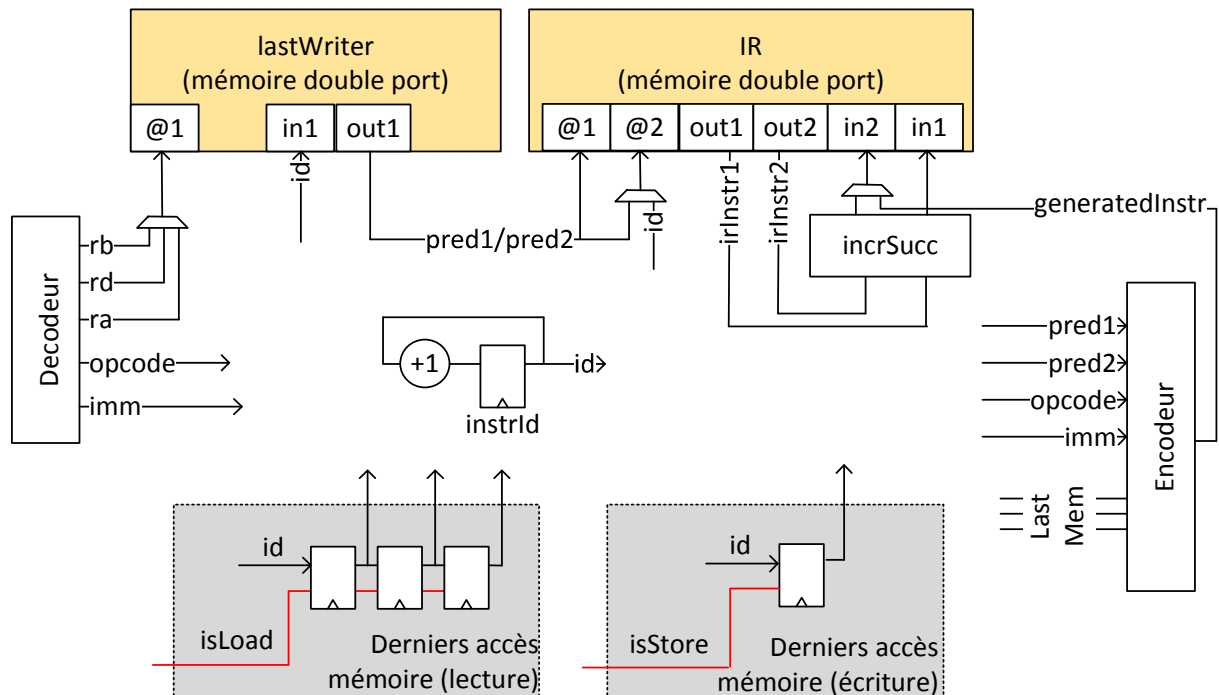 lastWriter
(mémoire double port)
@1
in1
out1
IR
(mémoire double port)
@1
@2
out1
out2
in2
in1
id
irInstr1
irInstr2
generatedInstr
Decodeur
rb
rd
ra
opcode
imm
pred1/pred2
id
incrSucc
+1
id
instrId
pred1
pred2
opcode
imm
Last
Mem
Encodeur
id
isLoad
Derniers accès
mémoire (lecture)
id
isStore
Derniers accès
mémoire (écriture)